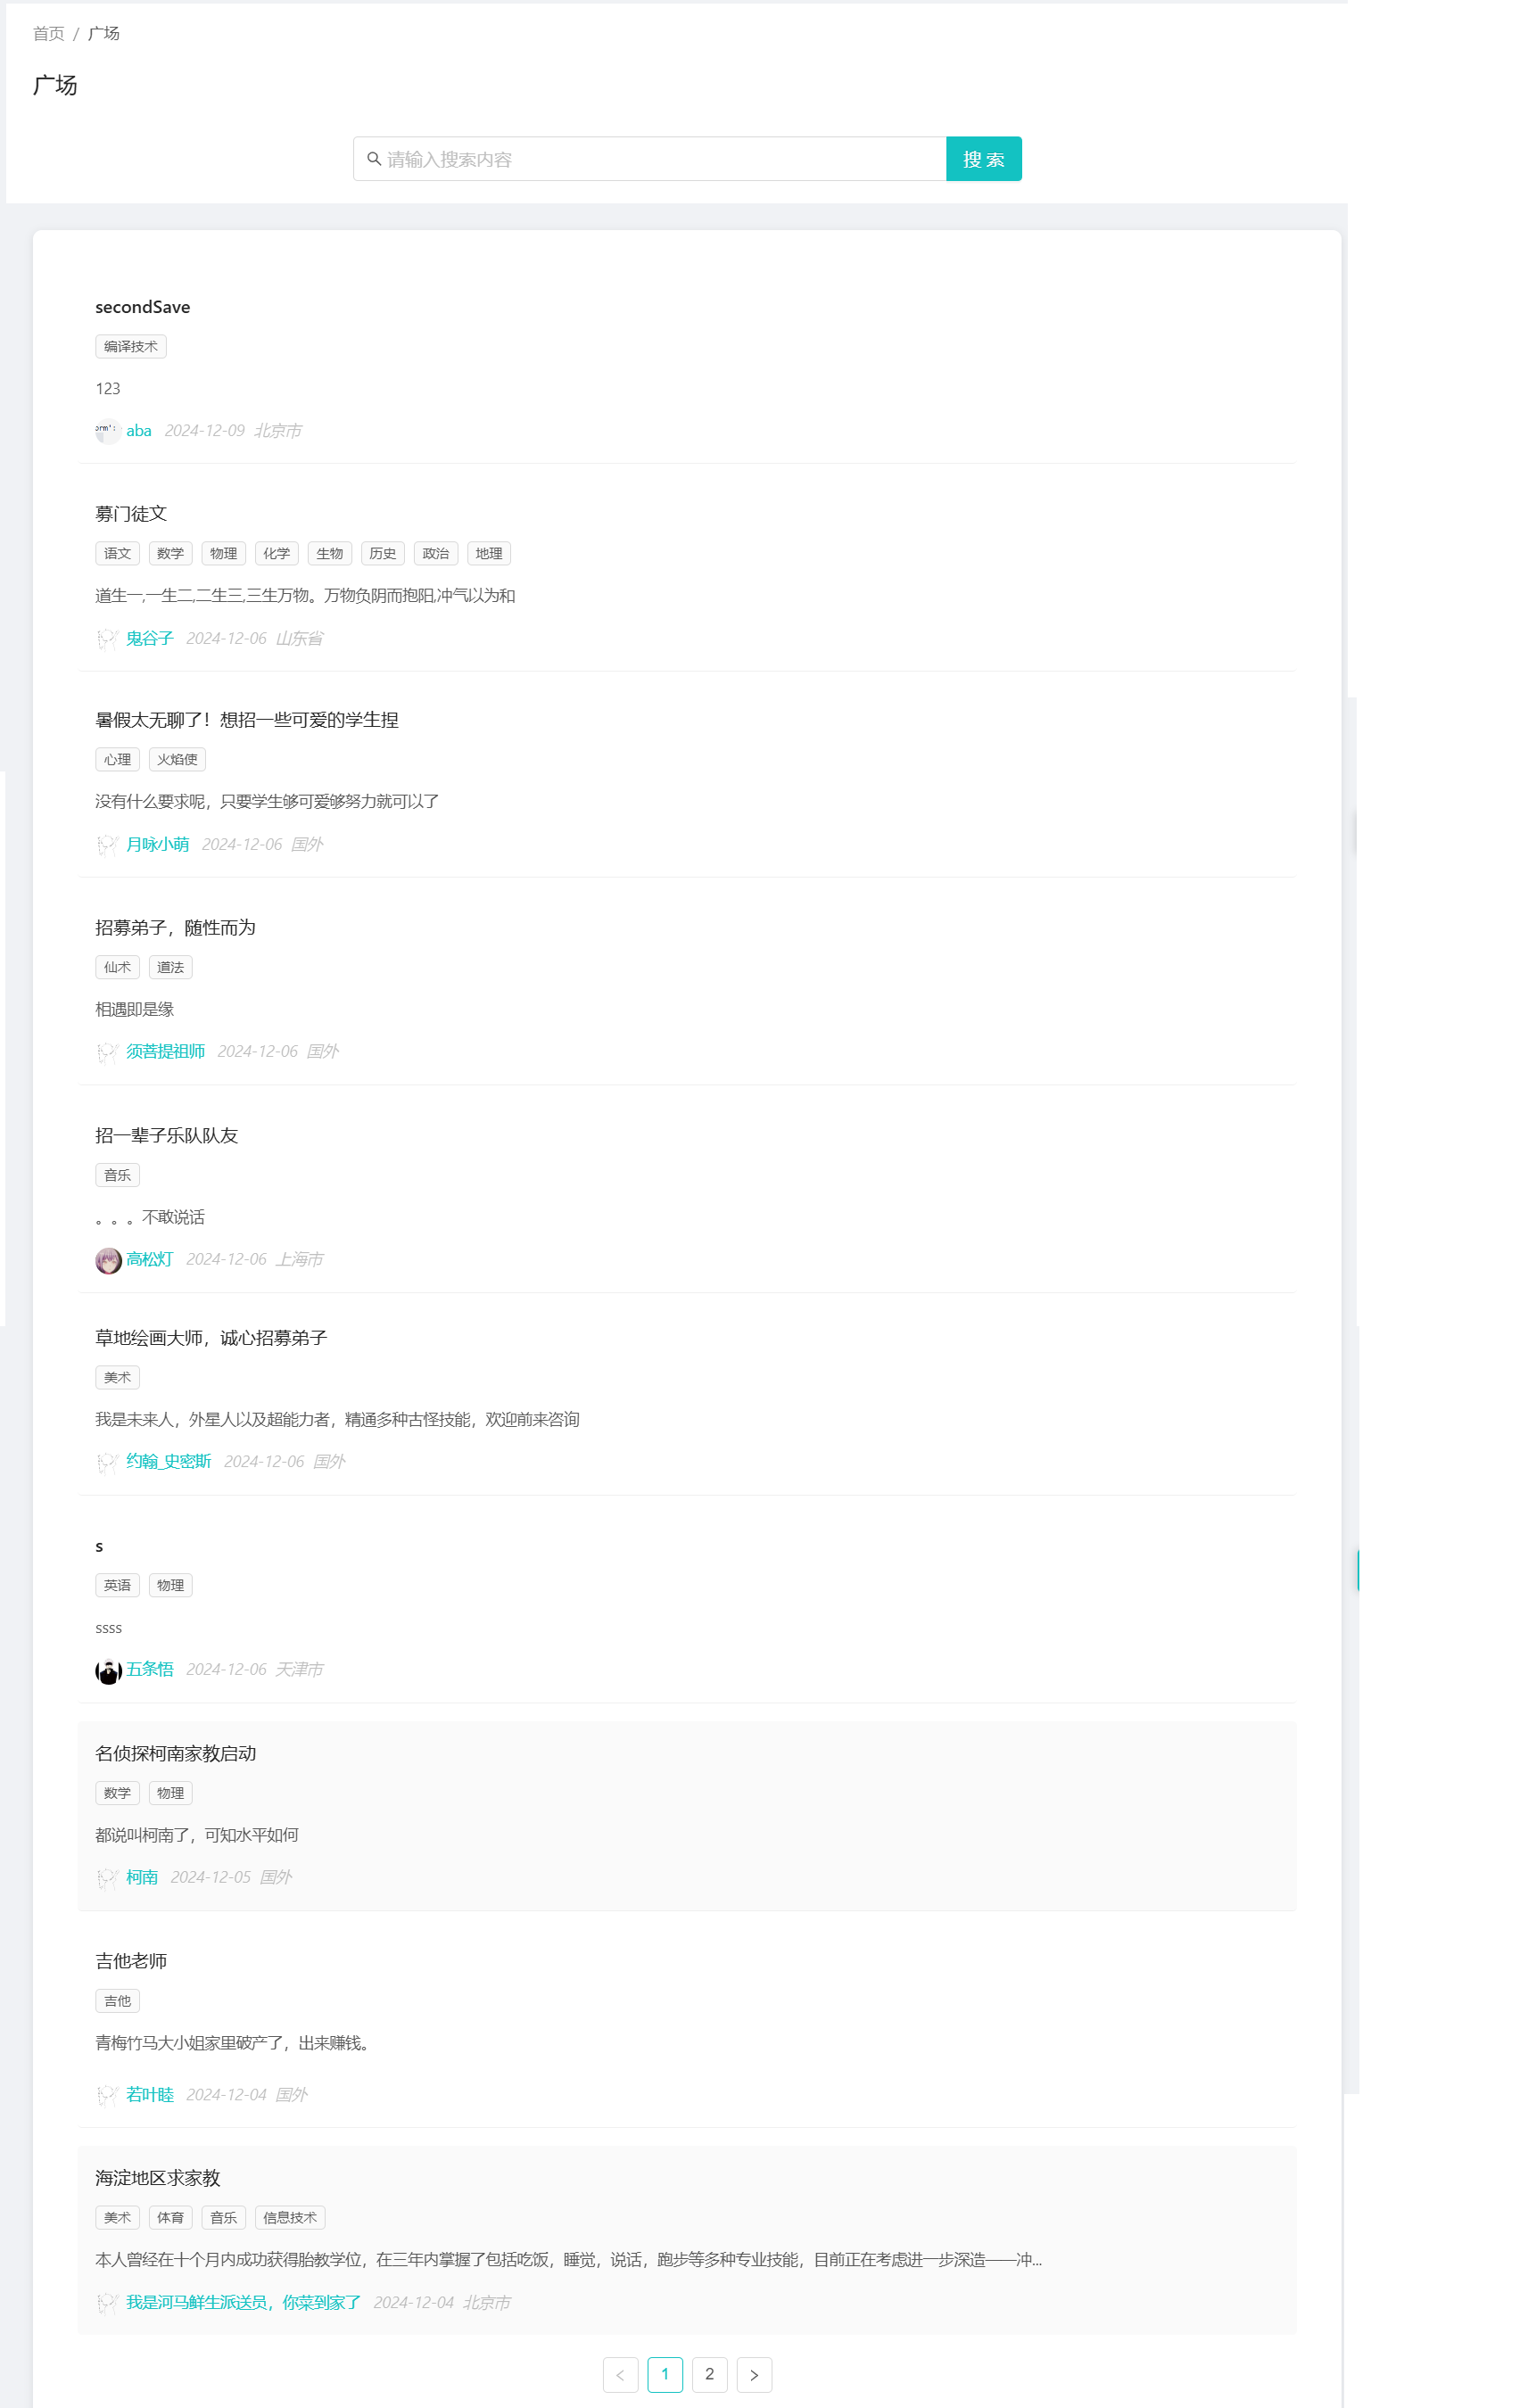 首页 / 广场
广场
请输入搜索内容
搜 索
secondSave
编译技术
123
orm':
aba 2024-12-09 北京市
募门徒文
语文 数学 物理 化学 生物 历史 政治 地理
道生一,一生二,二生三,三生万物。万物负阴而抱阳,冲气以为和
鬼谷子 2024-12-06 山东省
暑假太无聊了！想招一些可爱的学生捏
心理 火焰使
没有什么要求呢，只要学生够可爱够努力就可以了
月咏小萌 2024-12-06 国外
招募弟子，随性而为
仙术 道法
相遇即是缘
须菩提祖师 2024-12-06 国外
招一辈子乐队队友
音乐
。。。不敢说话
高松灯 2024-12-06 上海市
草地绘画大师，诚心招募弟子
美术
我是未来人，外星人以及超能力者，精通多种古怪技能，欢迎前来咨询
约翰_史密斯 2024-12-06 国外
s
英语 物理
ssss
五条悟 2024-12-06 天津市
名侦探柯南家教启动
数学 物理
都说叫柯南了，可知水平如何
柯南 2024-12-05 国外
吉他老师
吉他
青梅竹马大小姐家里破产了，出来赚钱。
若叶睦 2024-12-04 国外
海淀地区求家教
美术 体育 音乐 信息技术
本人曾经在十个月内成功获得胎教学位，在三年内掌握了包括吃饭，睡觉，说话，跑步等多种专业技能，目前正在考虑进一步深造——冲...
我是河马鲜生派送员，你菜到家了 2024-12-04 北京市
< 1 2 >